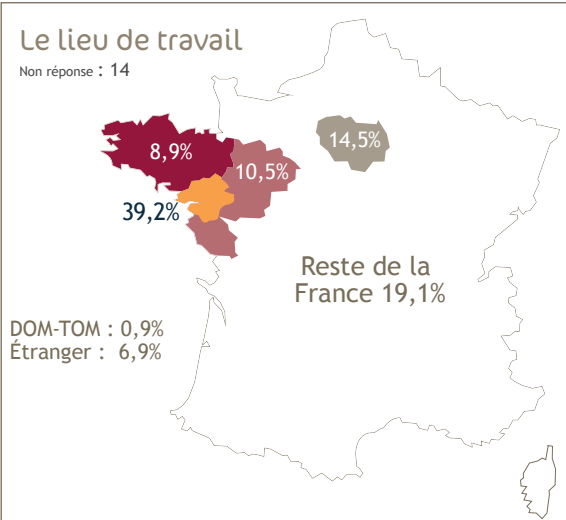 Le lieu de travail
Non réponse : 14
14,5%
8,9%
10,5%
39,2%
Reste de la
France 19,1%
DOM-TOM : 0,9%
Étranger : 6,9%